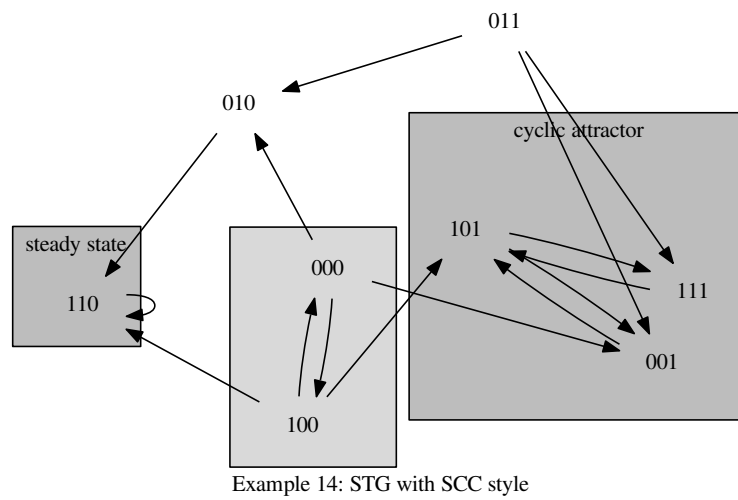 011
010
cyclic attractor
101
steady state
000
111
110
001
100
Example 14: STG with SCC style